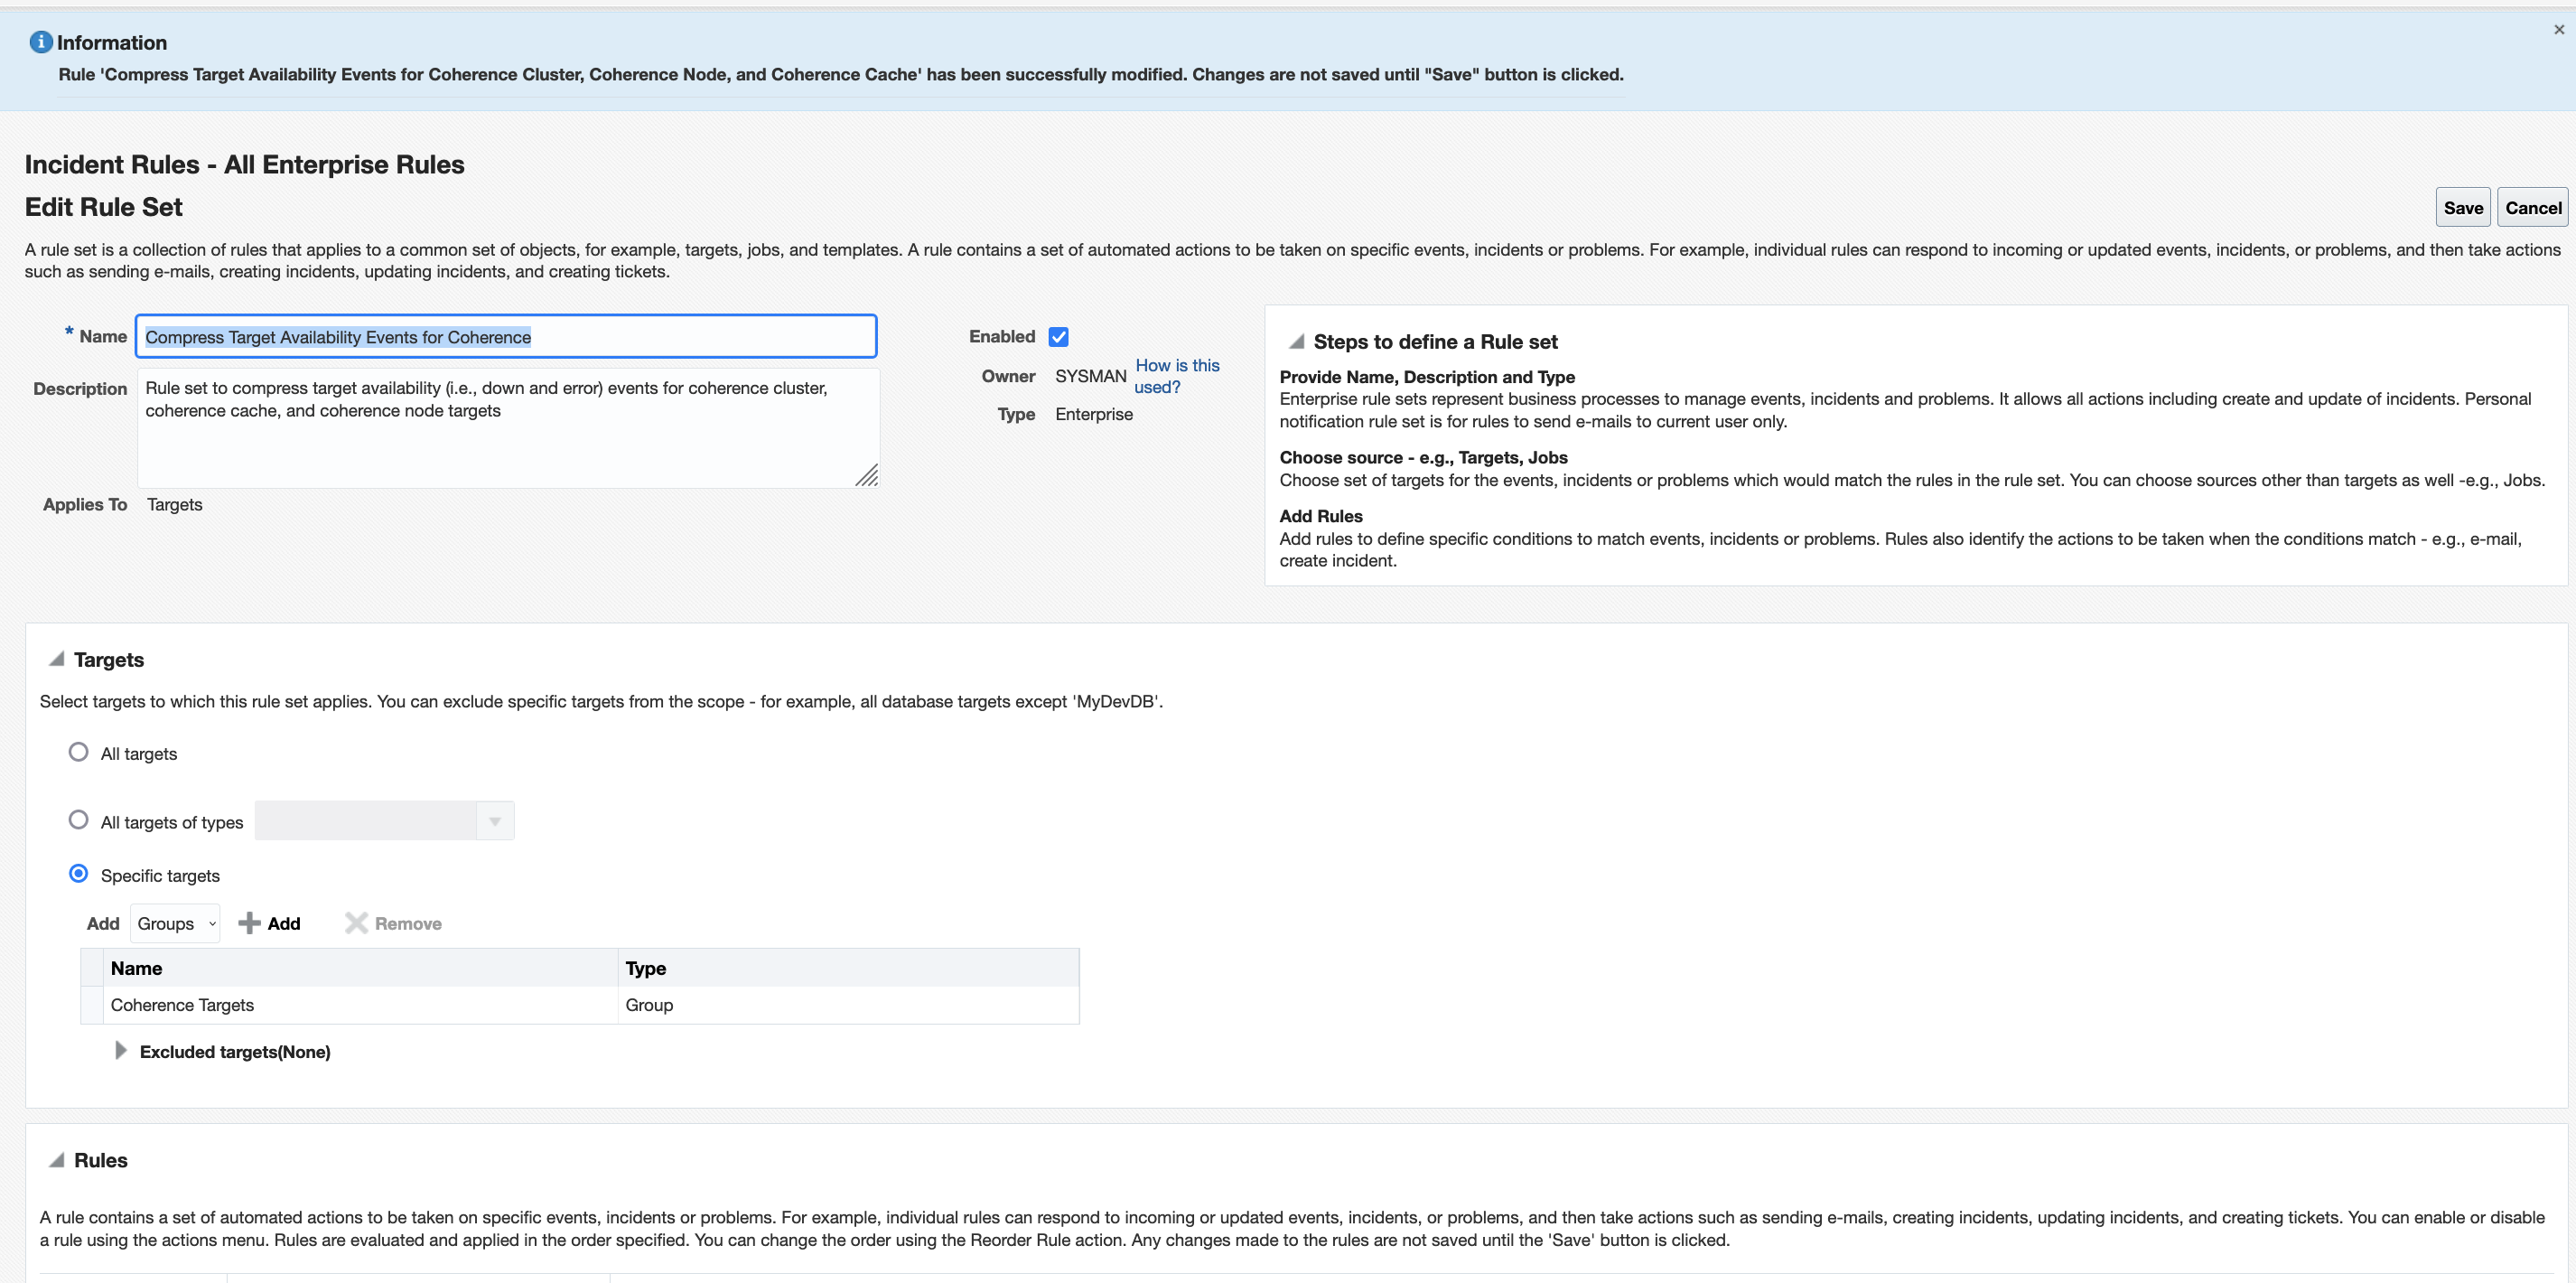 Information
Rule 'Compress Target Availability Events for Coherence Cluster, Coherence Node, and Coherence Cache' has been successfully modified. Changes are not saved until "Save" button is clicked.
Incident Rules - All Enterprise Rules
Edit Rule Set
Save Cancel
A rule set is a collection of rules that applies to a common set of objects, for example, targets, jobs, and templates. A rule contains a set of automated actions to be taken on specific events, incidents or problems. For example, individual rules can respond to incoming or updated events, incidents, or problems, and then take actions
such as sending e-mails, creating incidents, updating incidents, and creating tickets.
* Name Compress Target Availability Events for Coherence
Description Rule set to compress target availability (i.e., down and error) events for coherence cluster,
coherence cache, and coherence node targets
Applies To Targets
Enabled
Owner SYSMAN How is this
used?
Type Enterprise
Steps to define a Rule set
Provide Name, Description and Type
Enterprise rule sets represent business processes to manage events, incidents and problems. It allows all actions including create and update of incidents. Personal
notification rule set is for rules to send e-mails to current user only.
Choose source - e.g., Targets, Jobs
Choose set of targets for the events, incidents or problems which would match the rules in the rule set. You can choose sources other than targets as well -e.g., Jobs.
Add Rules
Add rules to define specific conditions to match events, incidents or problems. Rules also identify the actions to be taken when the conditions match - e.g., e-mail,
create incident.
Targets
Select targets to which this rule set applies. You can exclude specific targets from the scope - for example, all database targets except 'MyDevDB'.
All targets
All targets of types
Specific targets
Add Groups Add Remove
Name Type
Coherence Targets Group
Excluded targets(None)
Rules
A rule contains a set of automated actions to be taken on specific events, incidents or problems. For example, individual rules can respond to incoming or updated events, incidents, or problems, and then take actions such as sending e-mails, creating incidents, updating incidents, and creating tickets. You can enable or disable
a rule using the actions menu. Rules are evaluated and applied in the order specified. You can change the order using the Reorder Rule action. Any changes made to the rules are not saved until the 'Save' button is clicked.